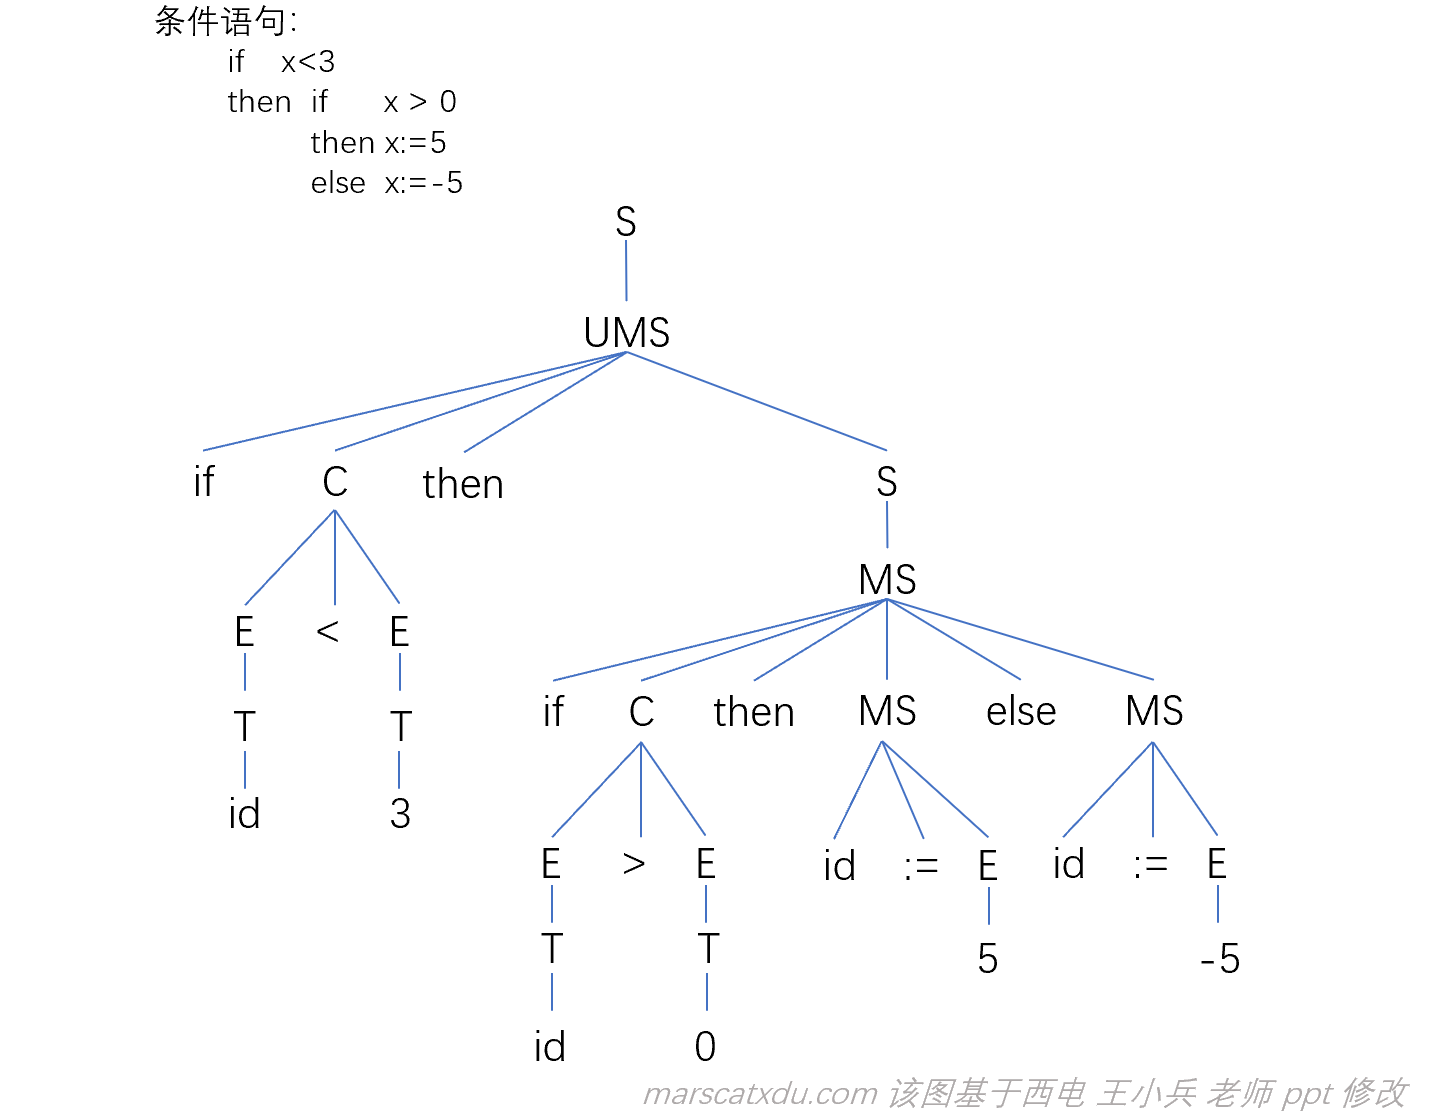 条件语句：
if x<3
then if x > 0
then x:=5
else x:=-5
S
UMS
if C then S
MS
E < E
if C then MS else MS
T T
id 3
E > E id := E id := E
T T
5 -5
id 0
marscatxdu.com 该图基于西电 王小兵 老师 ppt 修改